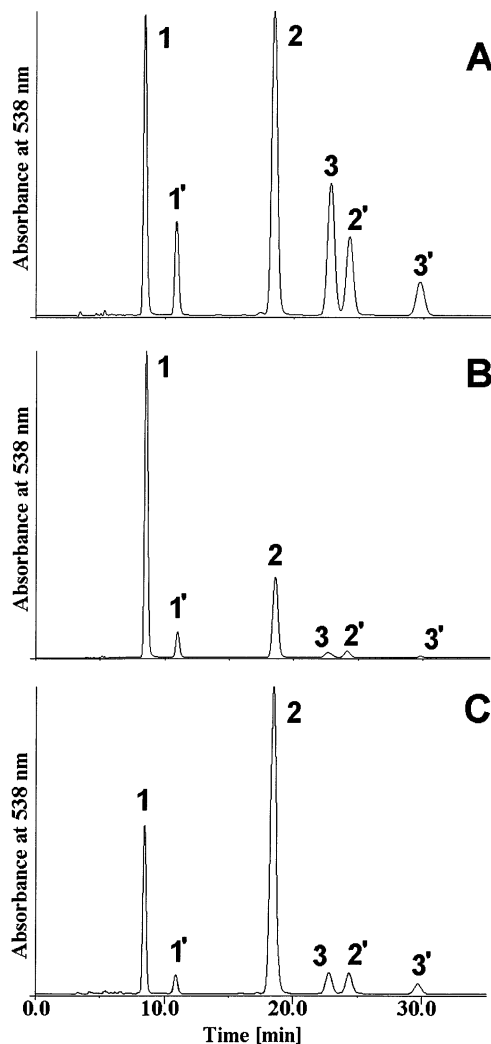 A
Absorbance at 538 nm
1
1'
2
3
2'
3'
B
Absorbance at 538 nm
1
1'
2
3
2'
3'
C
Absorbance at 538 nm
1
1'
2
3
2'
3'
0.0 10.0 20.0 30.0
Time [min]